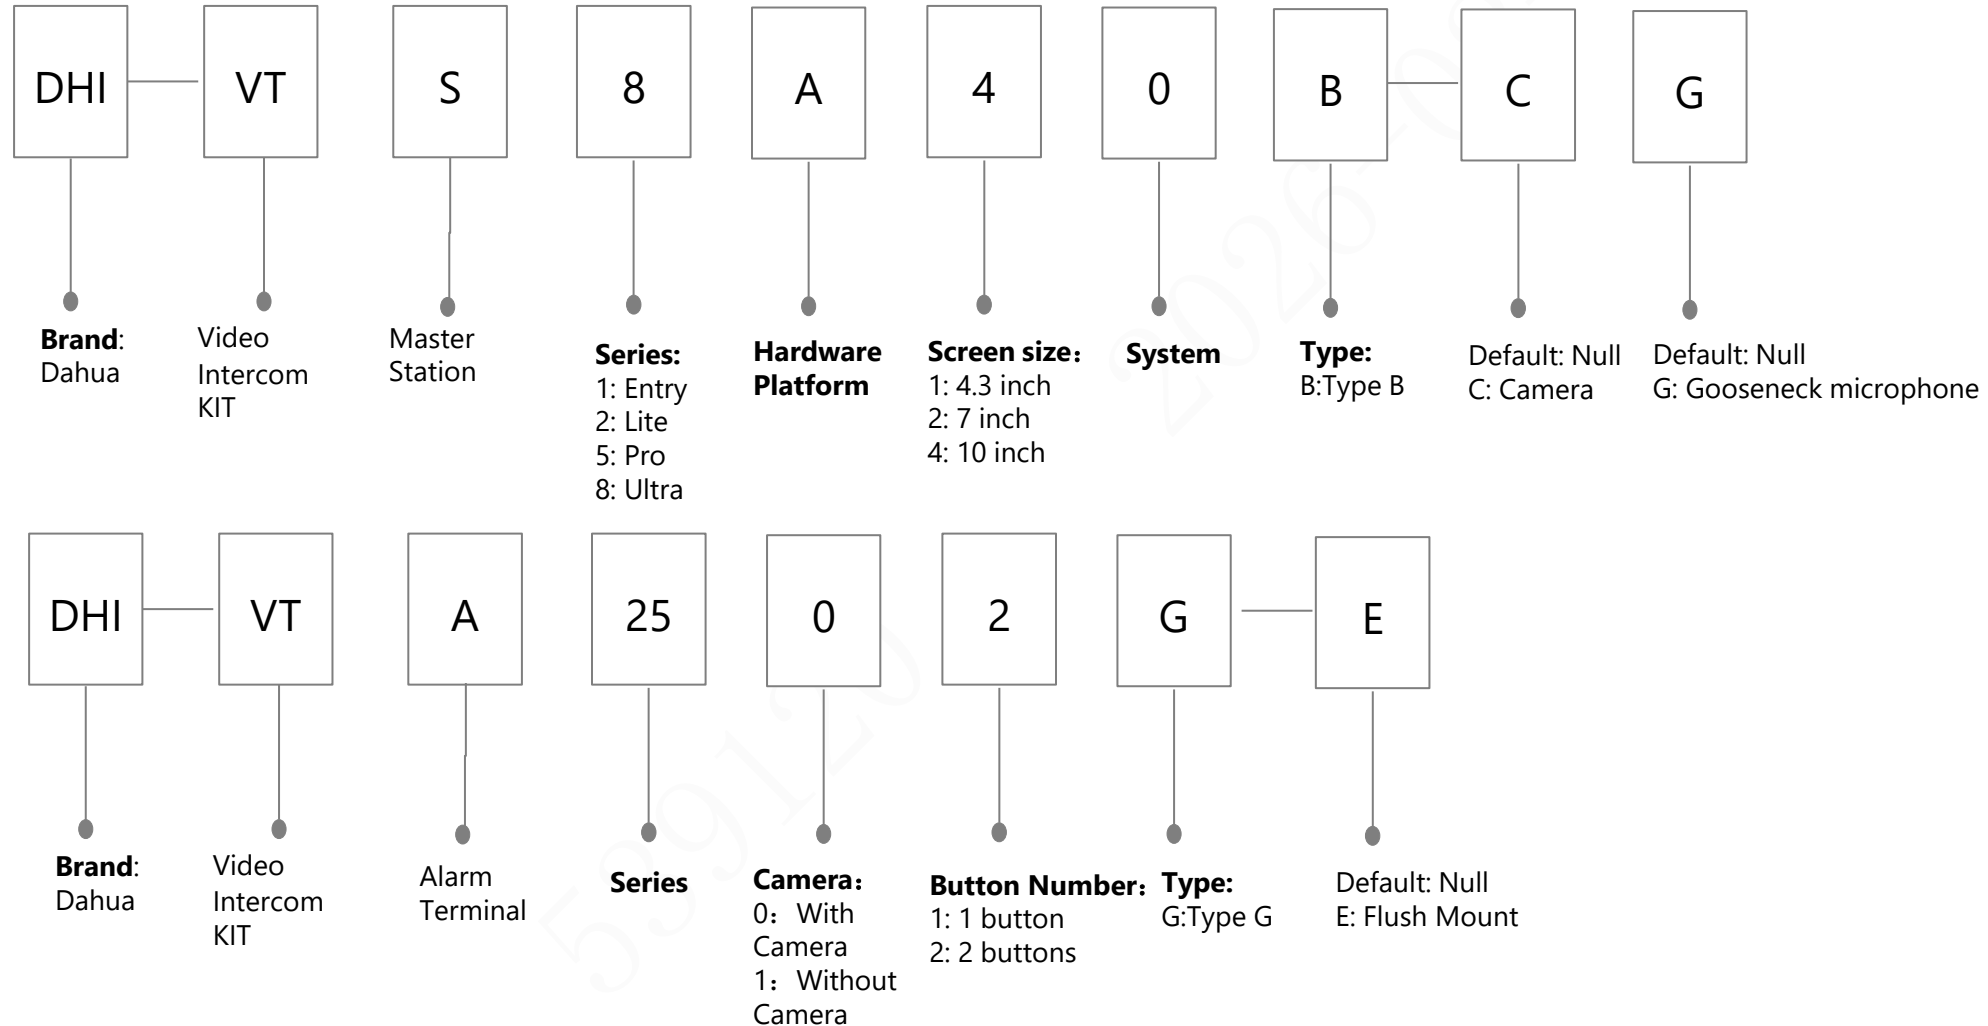 DHI
VT
S
8
A
4
0
B
C
G
Brand:
Dahua
Video
Intercom
KIT
Master
Station
Series:
1: Entry
2: Lite
5: Pro
8: Ultra
Hardware
Platform
Screen size：
1: 4.3 inch
2: 7 inch
4: 10 inch
System
Type:
B:Type B
Default: Null
C: Camera
Default: Null
G: Gooseneck microphone
DHI
VT
A
25
0
2
G
E
Brand:
Dahua
Video
Intercom
KIT
Alarm
Terminal
Series
Camera：
0：With
Camera
1：Without
Camera
Button Number：
1: 1 button
2: 2 buttons
Type:
G:Type G
Default: Null
E: Flush Mount
539120